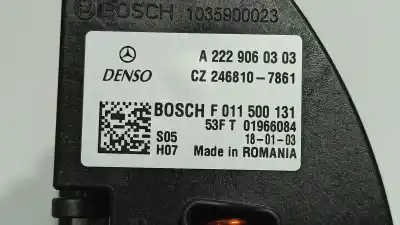 BOSCH 1035900023
A 222 906 03 03
DENSO CZ 246810-7861
BOSCH F 011 500 131
53F T 01966084
S05 18-01-03
H07 Made in ROMANIA